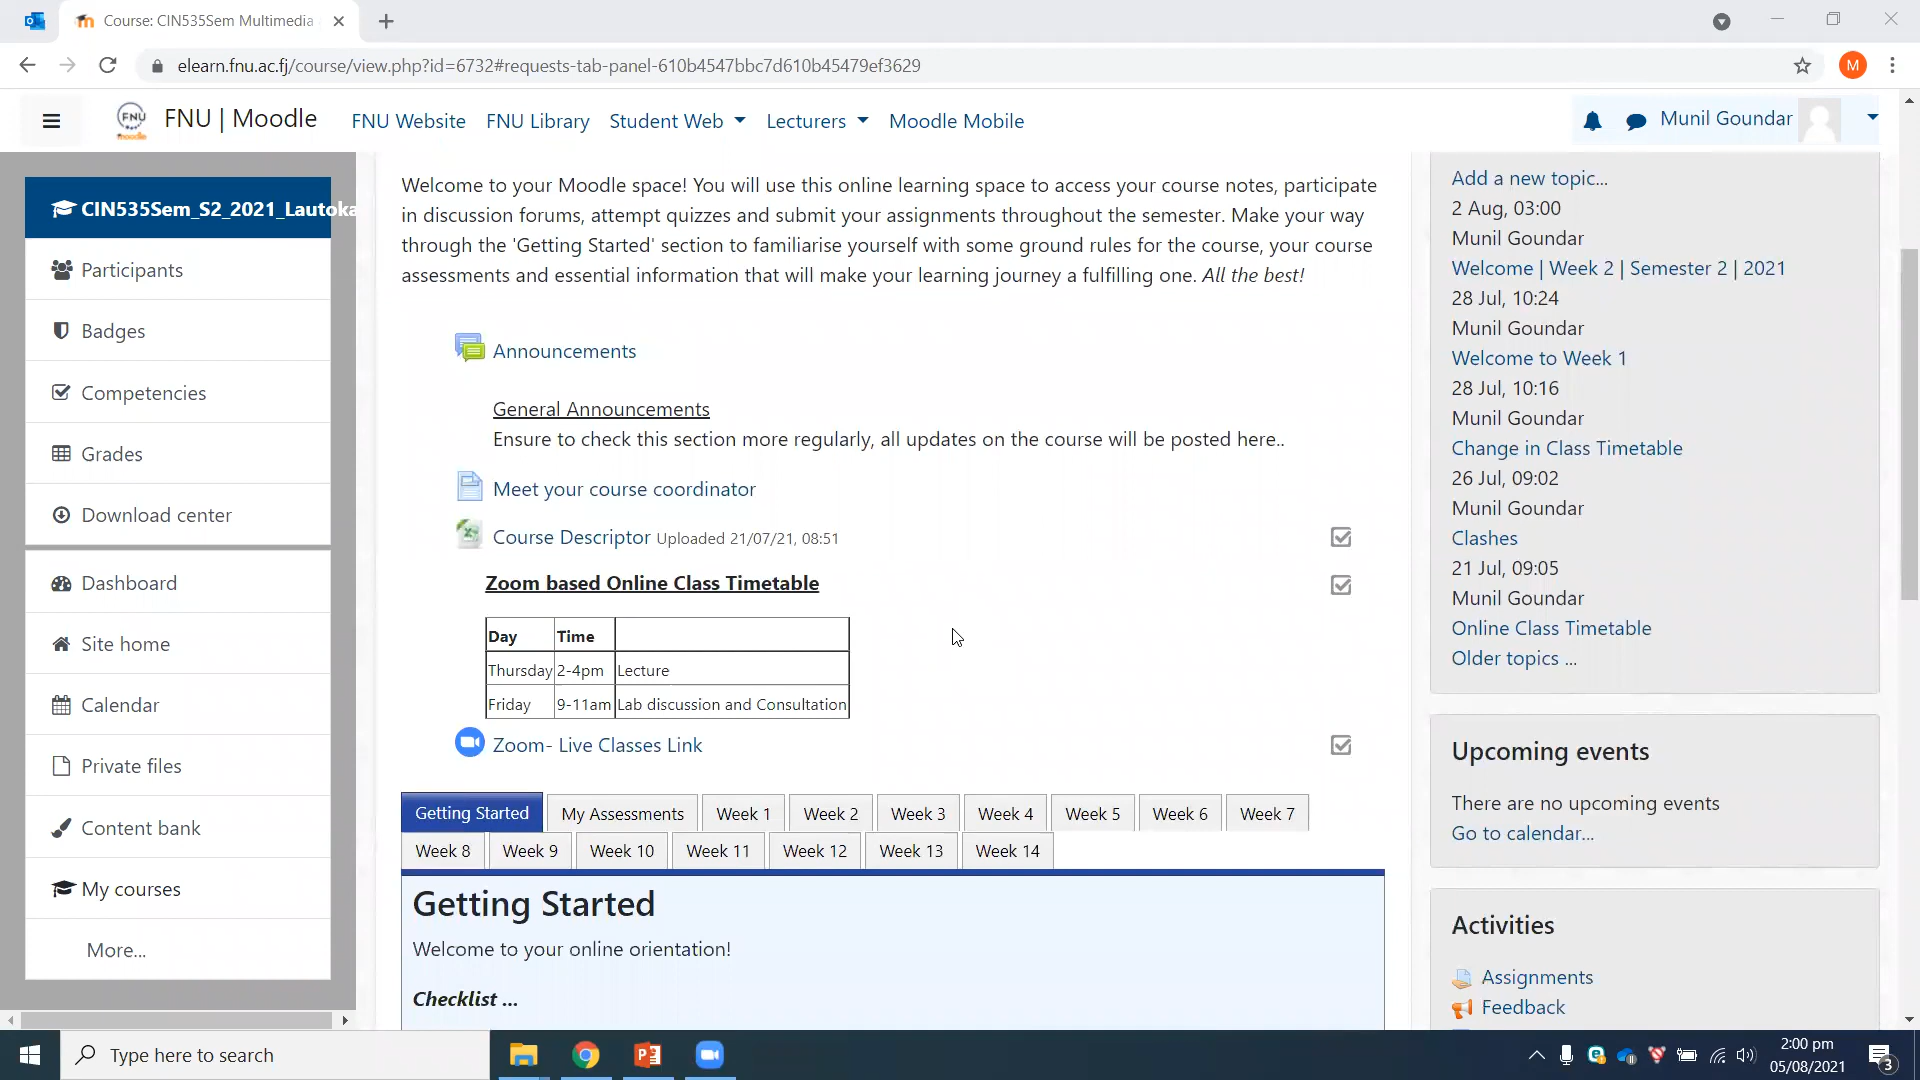 Course: CIN535Sem Multimedia
elearn.fnu.ac.fj/course/view.php?id=6732#requests-tab-panel-610b4547bbc7d610b45479ef3629
M
FNU moodle
FNU | Moodle
FNU Website
FNU Library
Student Web
Lecturers
Moodle Mobile
Munil Goundar
CIN535Sem_S2_2021_Lautoka
Participants
Badges
Competencies
Grades
Download center
Dashboard
Site home
Calendar
Private files
Content bank
My courses
More...
Welcome to your Moodle space! You will use this online learning space to access your course notes, participate
in discussion forums, attempt quizzes and submit your assignments throughout the semester. Make your way
through the 'Getting Started' section to familiarise yourself with some ground rules for the course, your course
assessments and essential information that will make your learning journey a fulfilling one. All the best!
Announcements
General Announcements
Ensure to check this section more regularly, all updates on the course will be posted here..
Meet your course coordinator
Course Descriptor Uploaded 21/07/21, 08:51
Zoom based Online Class Timetable
Day Time
Thursday 2-4pm Lecture
Friday 9-11am Lab discussion and Consultation
Zoom- Live Classes Link
Getting Started My Assessments Week 1 Week 2 Week 3 Week 4 Week 5 Week 6 Week 7
Week 8 Week 9 Week 10 Week 11 Week 12 Week 13 Week 14
Getting Started
Welcome to your online orientation!
Checklist ...
Add a new topic...
2 Aug, 03:00
Munil Goundar
Welcome | Week 2 | Semester 2 | 2021
28 Jul, 10:24
Munil Goundar
Welcome to Week 1
28 Jul, 10:16
Munil Goundar
Change in Class Timetable
26 Jul, 09:02
Munil Goundar
Clashes
21 Jul, 09:05
Munil Goundar
Online Class Timetable
Older topics ...
Upcoming events
There are no upcoming events
Go to calendar...
Activities
Assignments
Feedback
Type here to search
2:00 pm
05/08/2021
3